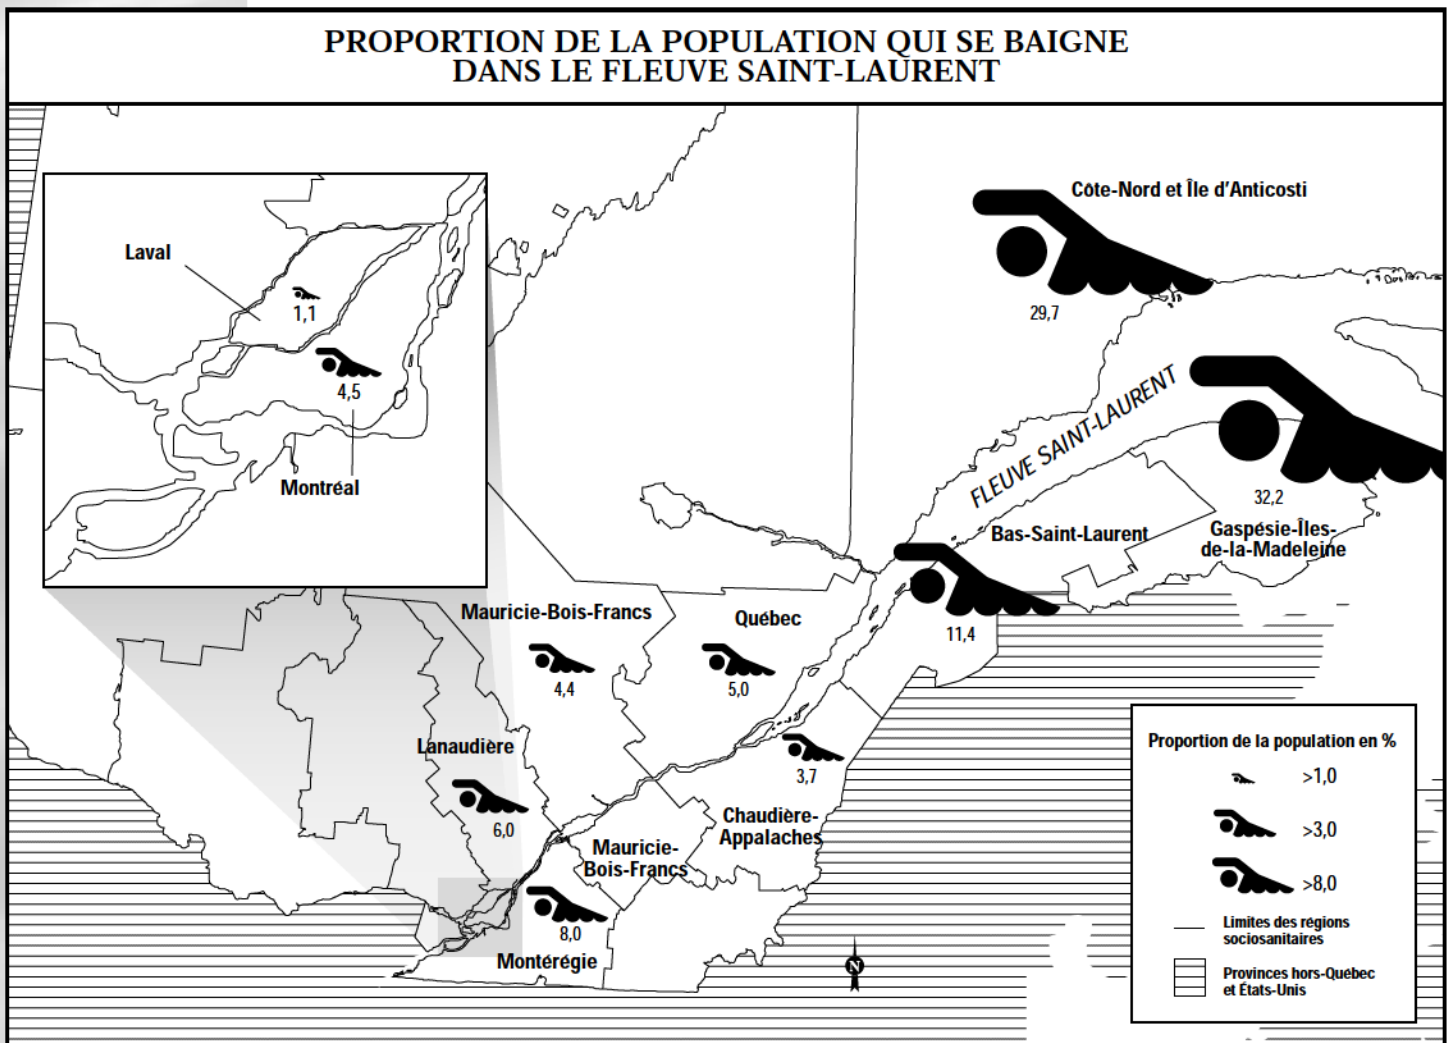 PROPORTION DE LA POPULATION QUI SE BAIGNE
DANS LE FLEUVE SAINT-LAURENT
Côte-Nord et Île d'Anticosti
29,7
Laval
1,1
4,5
Montréal
FLEUVE SAINT-LAURENT
32,2
Gaspésie-Îles-
de-la-Madeleine
Bas-Saint-Laurent
11,4
Mauricie-Bois-Francs
4,4
Québec
5,0
Lanaudière
6,0
3,7
Chaudière-
Appalaches
Mauricie-
Bois-Francs
8,0
Montérégie
N
Proportion de la population en %
>1,0
>3,0
>8,0
Limites des régions
sociosanitaires
Provinces hors-Québec
et États-Unis